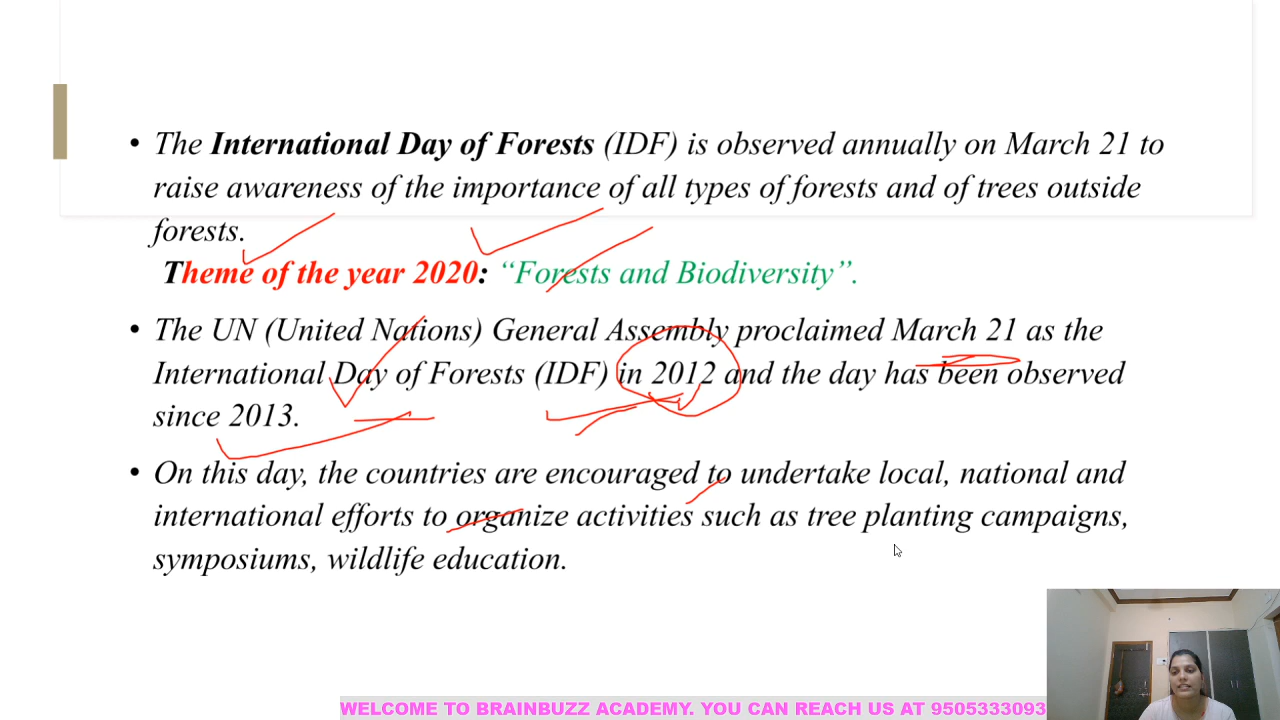 • The International Day of Forests (IDF) is observed annually on March 21 to
raise awareness of the importance of all types of forests and of trees outside
forests.
Theme of the year 2020: “Forests and Biodiversity”.
• The UN (United Nations) General Assembly proclaimed March 21 as the
International Day of Forests (IDF) in 2012 and the day has been observed
since 2013.
• On this day, the countries are encouraged to undertake local, national and
international efforts to organize activities such as tree planting campaigns,
symposiums, wildlife education.
WELCOME TO BRAINBUZZ ACADEMY. YOU CAN REACH US AT 9505333093